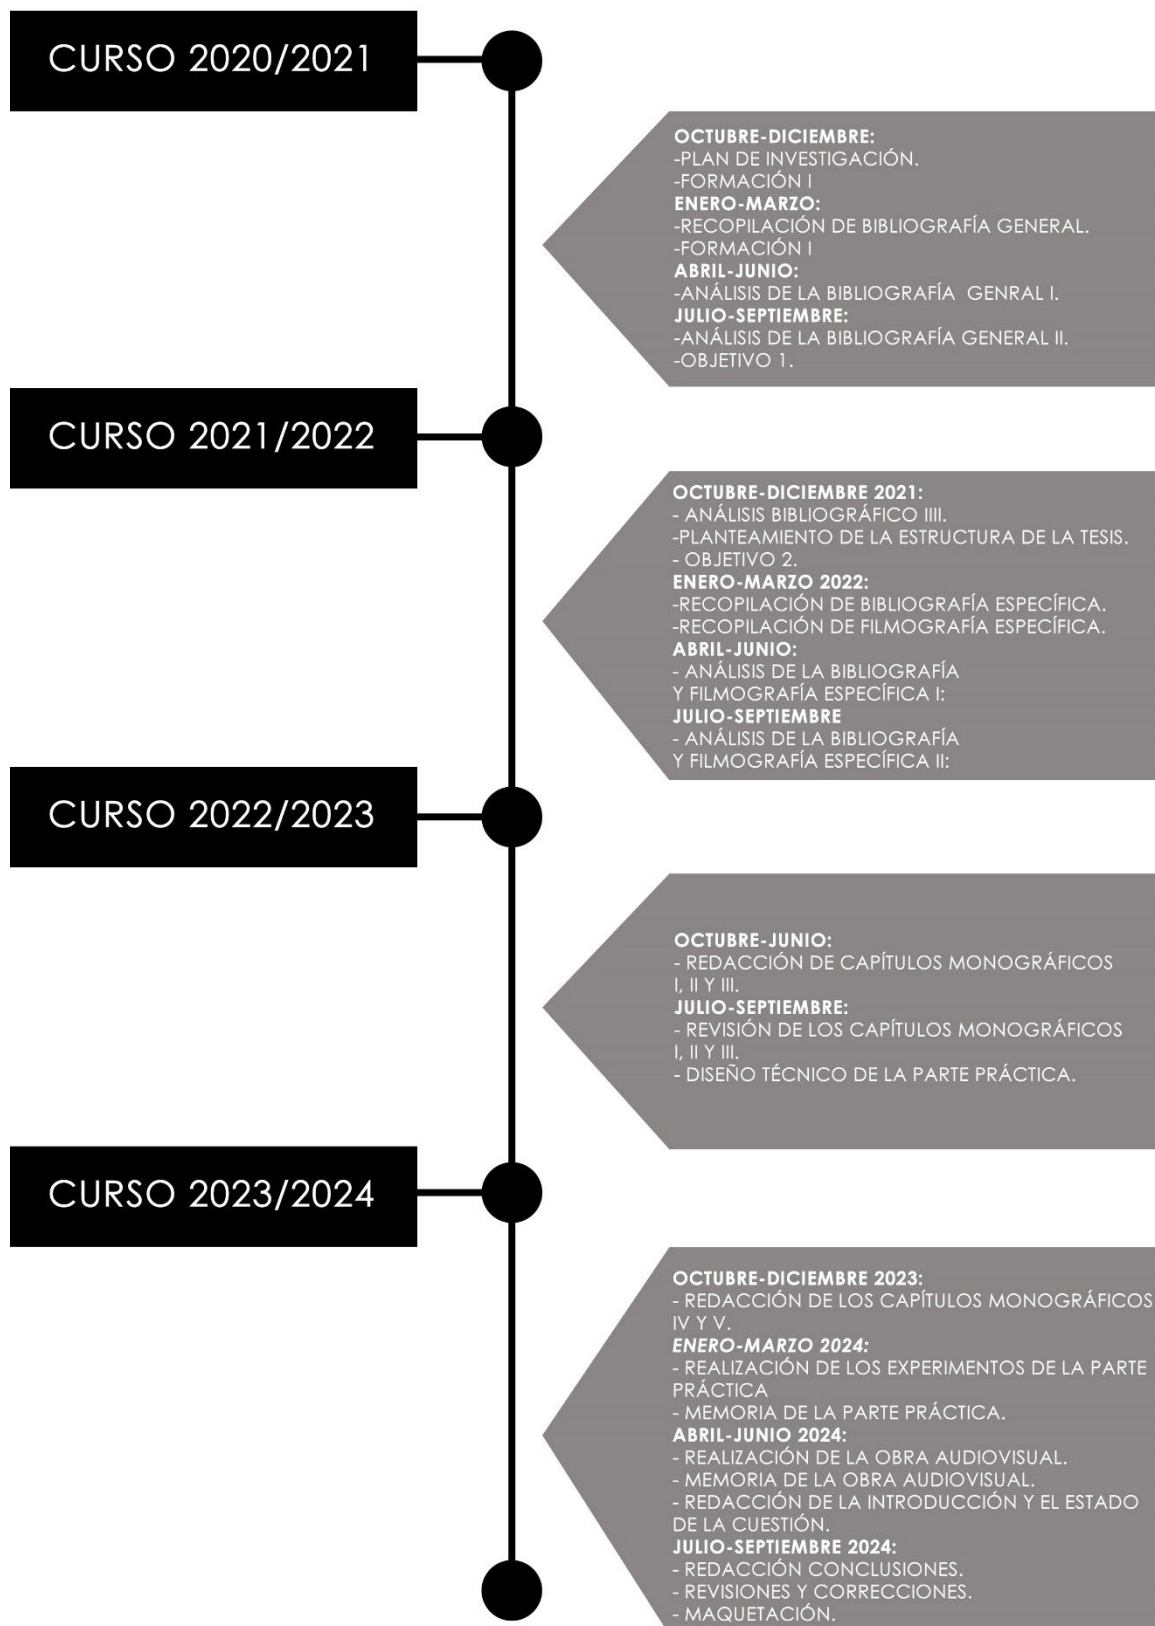 CURSO 2020/2021
OCTUBRE-DICIEMBRE:
-PLAN DE INVESTIGACIÓN.
-FORMACIÓN I
ENERO-MARZO:
-RECOPILACIÓN DE BIBLIOGRAFÍA GENERAL.
-FORMACIÓN I
ABRIL-JUNIO:
-ANÁLISIS DE LA BIBLIOGRAFÍA GENRAL I.
JULIO-SEPTIEMBRE:
-ANÁLISIS DE LA BIBLIOGRAFÍA GENERAL II.
-OBJETIVO 1.
CURSO 2021/2022
OCTUBRE-DICIEMBRE 2021:
- ANÁLISIS BIBLIOGRÁFICO IIII.
-PLANTEAMIENTO DE LA ESTRUCTURA DE LA TESIS.
- OBJETIVO 2.
ENERO-MARZO 2022:
-RECOPILACIÓN DE BIBLIOGRAFÍA ESPECÍFICA.
-RECOPILACIÓN DE FILMOGRAFÍA ESPECÍFICA.
ABRIL-JUNIO:
- ANÁLISIS DE LA BIBLIOGRAFÍA
Y FILMOGRAFÍA ESPECÍFICA I:
JULIO-SEPTIEMBRE
- ANÁLISIS DE LA BIBLIOGRAFÍA
Y FILMOGRAFÍA ESPECÍFICA II:
CURSO 2022/2023
OCTUBRE-JUNIO:
- REDACCIÓN DE CAPÍTULOS MONOGRÁFICOS
I, II Y III.
JULIO-SEPTIEMBRE:
- REVISIÓN DE LOS CAPÍTULOS MONOGRÁFICOS
I, II Y III.
- DISEÑO TÉCNICO DE LA PARTE PRÁCTICA.
CURSO 2023/2024
OCTUBRE-DICIEMBRE 2023:
- REDACCIÓN DE LOS CAPÍTULOS MONOGRÁFICOS
IV Y V.
ENERO-MARZO 2024:
- REALIZACIÓN DE LOS EXPERIMENTOS DE LA PARTE
PRÁCTICA
- MEMORIA DE LA PARTE PRÁCTICA.
ABRIL-JUNIO 2024:
- REALIZACIÓN DE LA OBRA AUDIOVISUAL.
- MEMORIA DE LA OBRA AUDIOVISUAL.
- REDACCIÓN DE LA INTRODUCCIÓN Y EL ESTADO
DE LA CUESTIÓN.
JULIO-SEPTIEMBRE 2024:
- REDACCIÓN CONCLUSIONES.
- REVISIONES Y CORRECCIONES.
- MAQUETACIÓN.